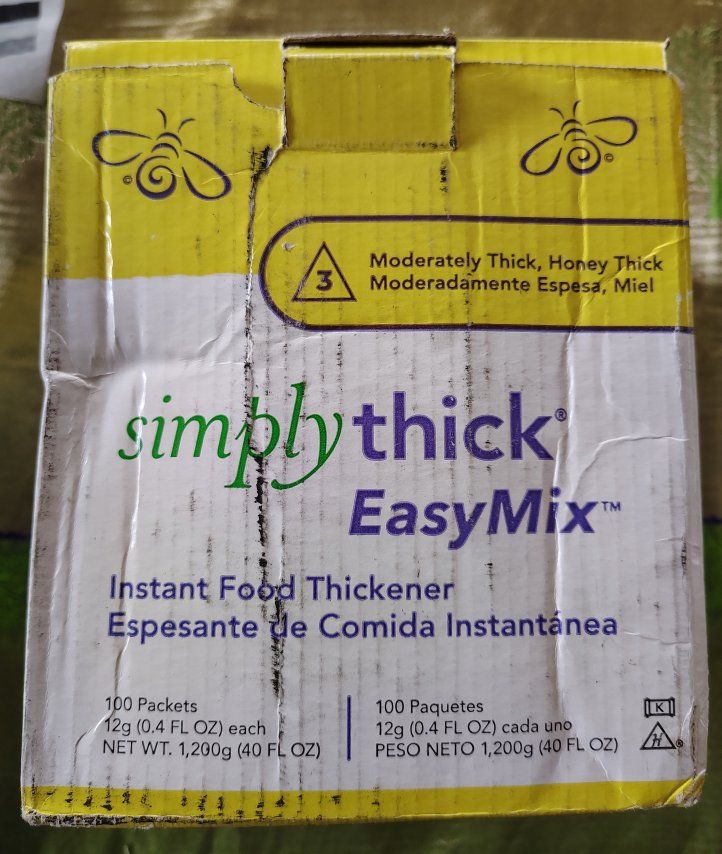 ©
©
3
Moderately Thick, Honey Thick
Moderadamente Espesa, Miel
simplythick®
EasyMix™
Instant Food Thickener
Espesante de Comida Instantánea
100 Packets
12g (0.4 FL OZ) each
NET WT. 1,200g (40 FL OZ)
100 Paquetes
12g (0.4 FL OZ) cada uno
PESO NETO 1,200g (40 FL OZ)
K
H®